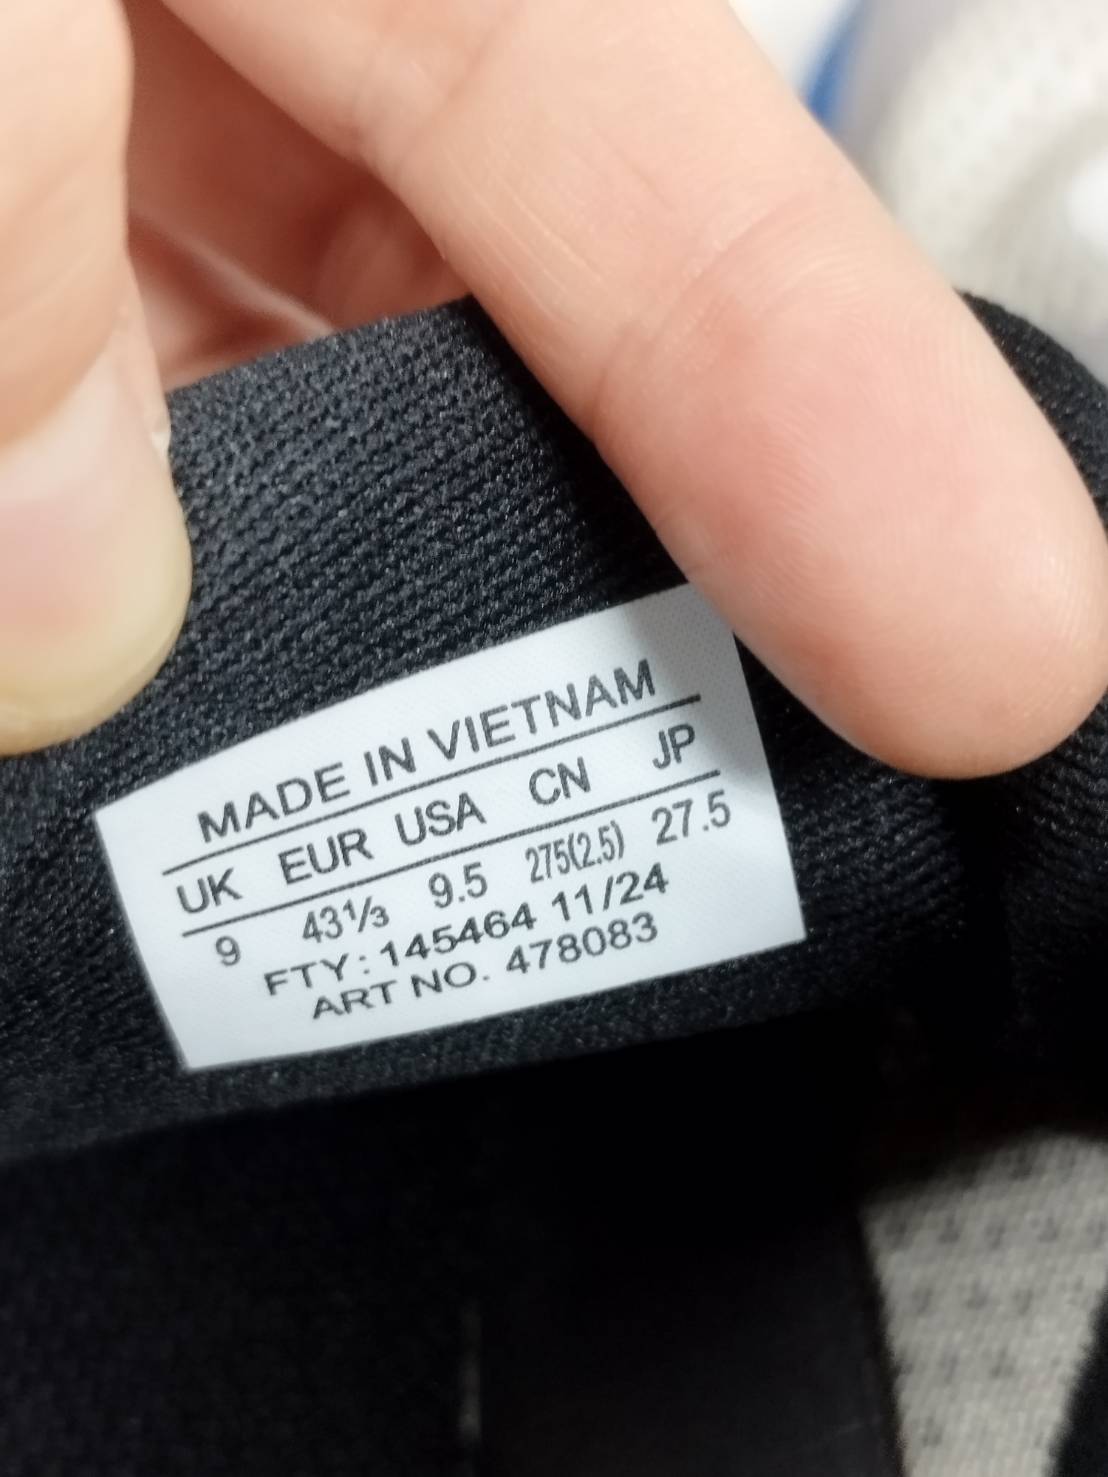 MADE IN VIETNAM
UK EUR USA CN JP
9 43⅓ 9.5 275(2.5) 27.5
FTY: 145464 11/24
ART NO. 478083